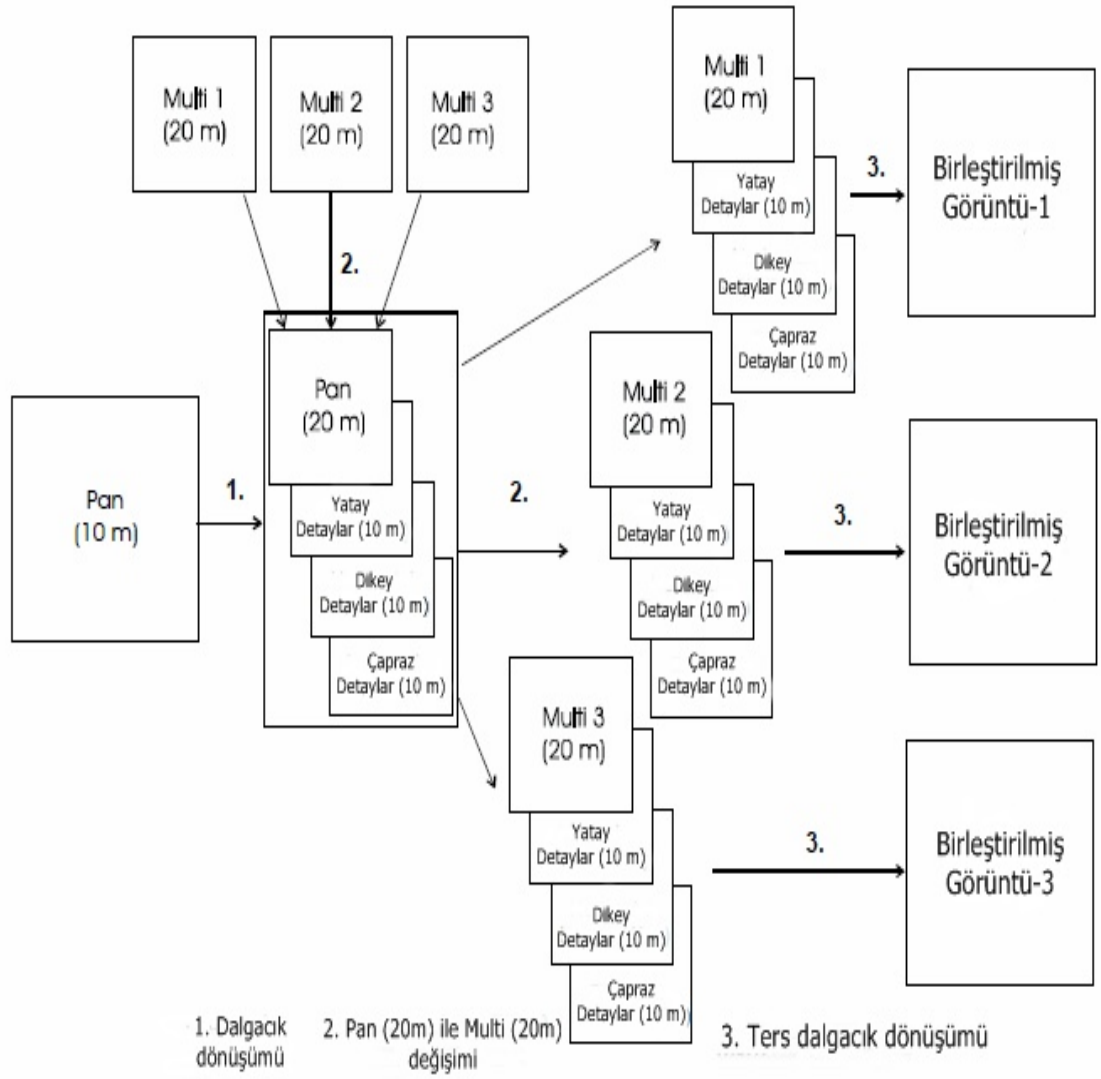 Multi 1
(20 m)
Multi 2
(20 m)
Multi 3
(20 m)
2.
Pan
(10 m)
1.
Pan
(20 m)
Yatay
Detaylar (10 m)
Dikey
Detaylar (10 m)
Çapraz
Detaylar (10 m)
2.
Multi 1
(20 m)
Yatay
Detaylar (10 m)
Dikey
Detaylar (10 m)
Çapraz
Detaylar (10 m)
3.
Birleştirilmiş
Görüntü-1
Multi 2
(20 m)
Yatay
Detaylar (10 m)
Dikey
Detaylar (10 m)
Çapraz
Detaylar (10 m)
3.
Birleştirilmiş
Görüntü-2
Multi 3
(20 m)
Yatay
Detaylar (10 m)
Dikey
Detaylar (10 m)
Çapraz
Detaylar (10 m)
3.
Birleştirilmiş
Görüntü-3
1. Dalgacık
dönüşümü
2. Pan (20m) ile Multi (20m)
değişimi
3. Ters dalgacık dönüşümü